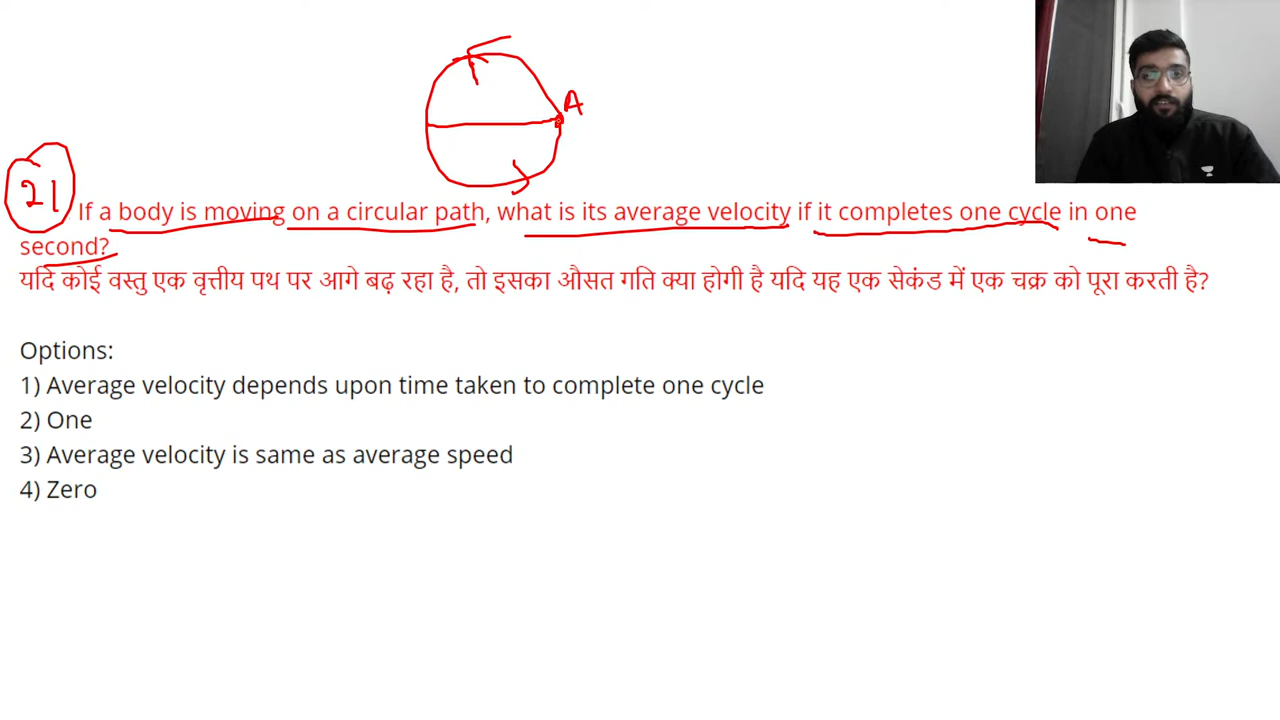 A
21
If a body is moving on a circular path, what is its average velocity if it completes one cycle in one
second?
यदि कोई वस्तु एक वृत्तीय पथ पर आगे बढ़ रहा है, तो इसका औसत गति क्या होगी है यदि यह एक सेकंड में एक चक्र को पूरा करती है?
Options:
1) Average velocity depends upon time taken to complete one cycle
2) One
3) Average velocity is same as average speed
4) Zero